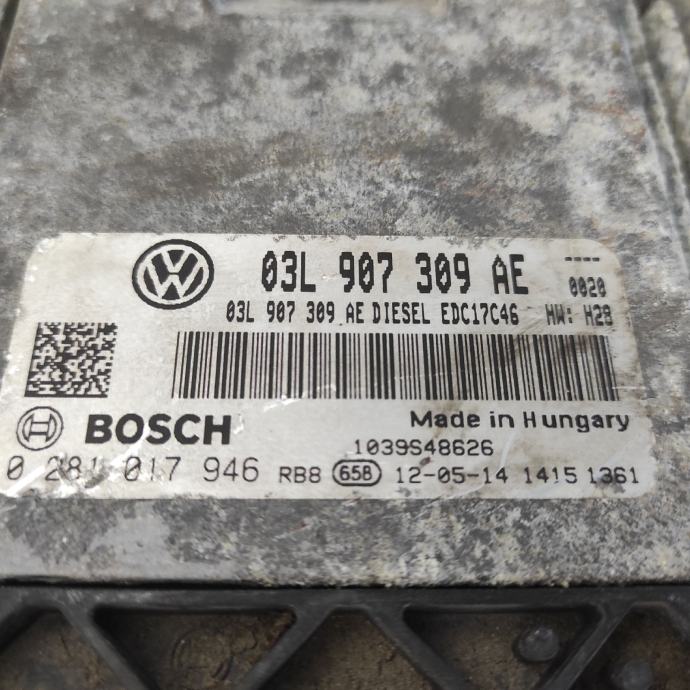 03L 907 309 AE ----
0020
03L 907 309 AE DIESEL EDC17C46 HW: H28
BOSCH Made in Hungary
1039S48626
0 281 017 946 RB8 65B 12-05-14 1415 1361